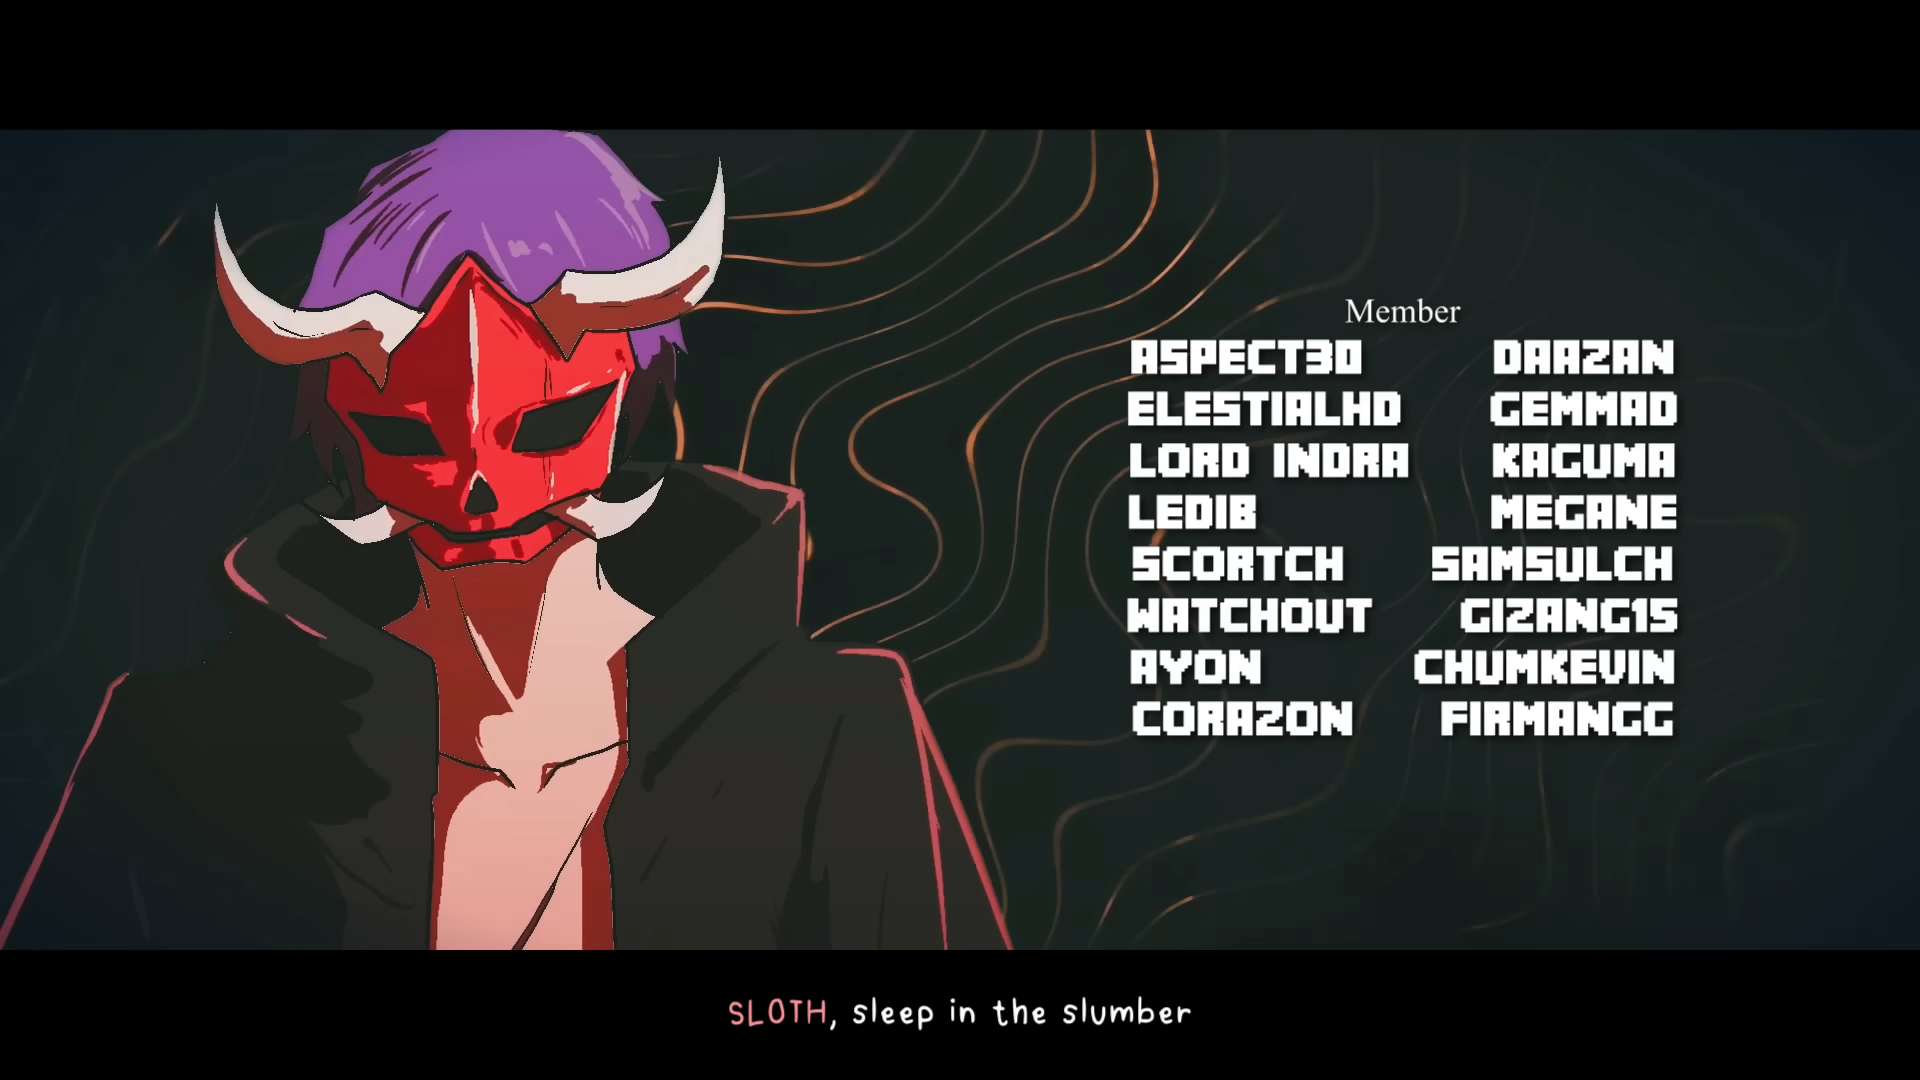 Member
ASPECT30 DAAZAN
ELESTIALHD GEMMAD
LORD INDRA KAGUMA
LEDIB MEGANE
SCORTCH SAMSULCH
WATCHOUT GIZANG15
AYON CHUMKEVIN
CORAZON FIRMANGG
SLOTH, sleep in the slumber